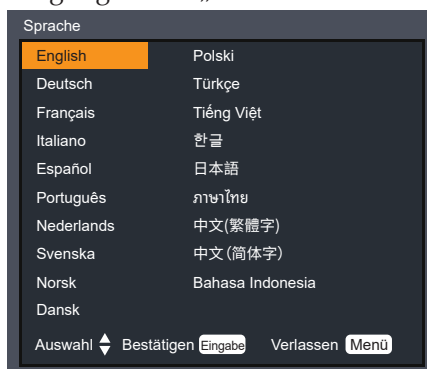 Sprache
English
Deutsch
Français
Italiano
Español
Português
Nederlands
Svenska
Norsk
Dansk
Polski
Türkçe
Tiếng Việt
한글
日本語
ภาษาไทย
中文(繁體字)
中文(简体字)
Bahasa Indonesia
Auswahl Bestätigen Eingabe Verlassen Menü